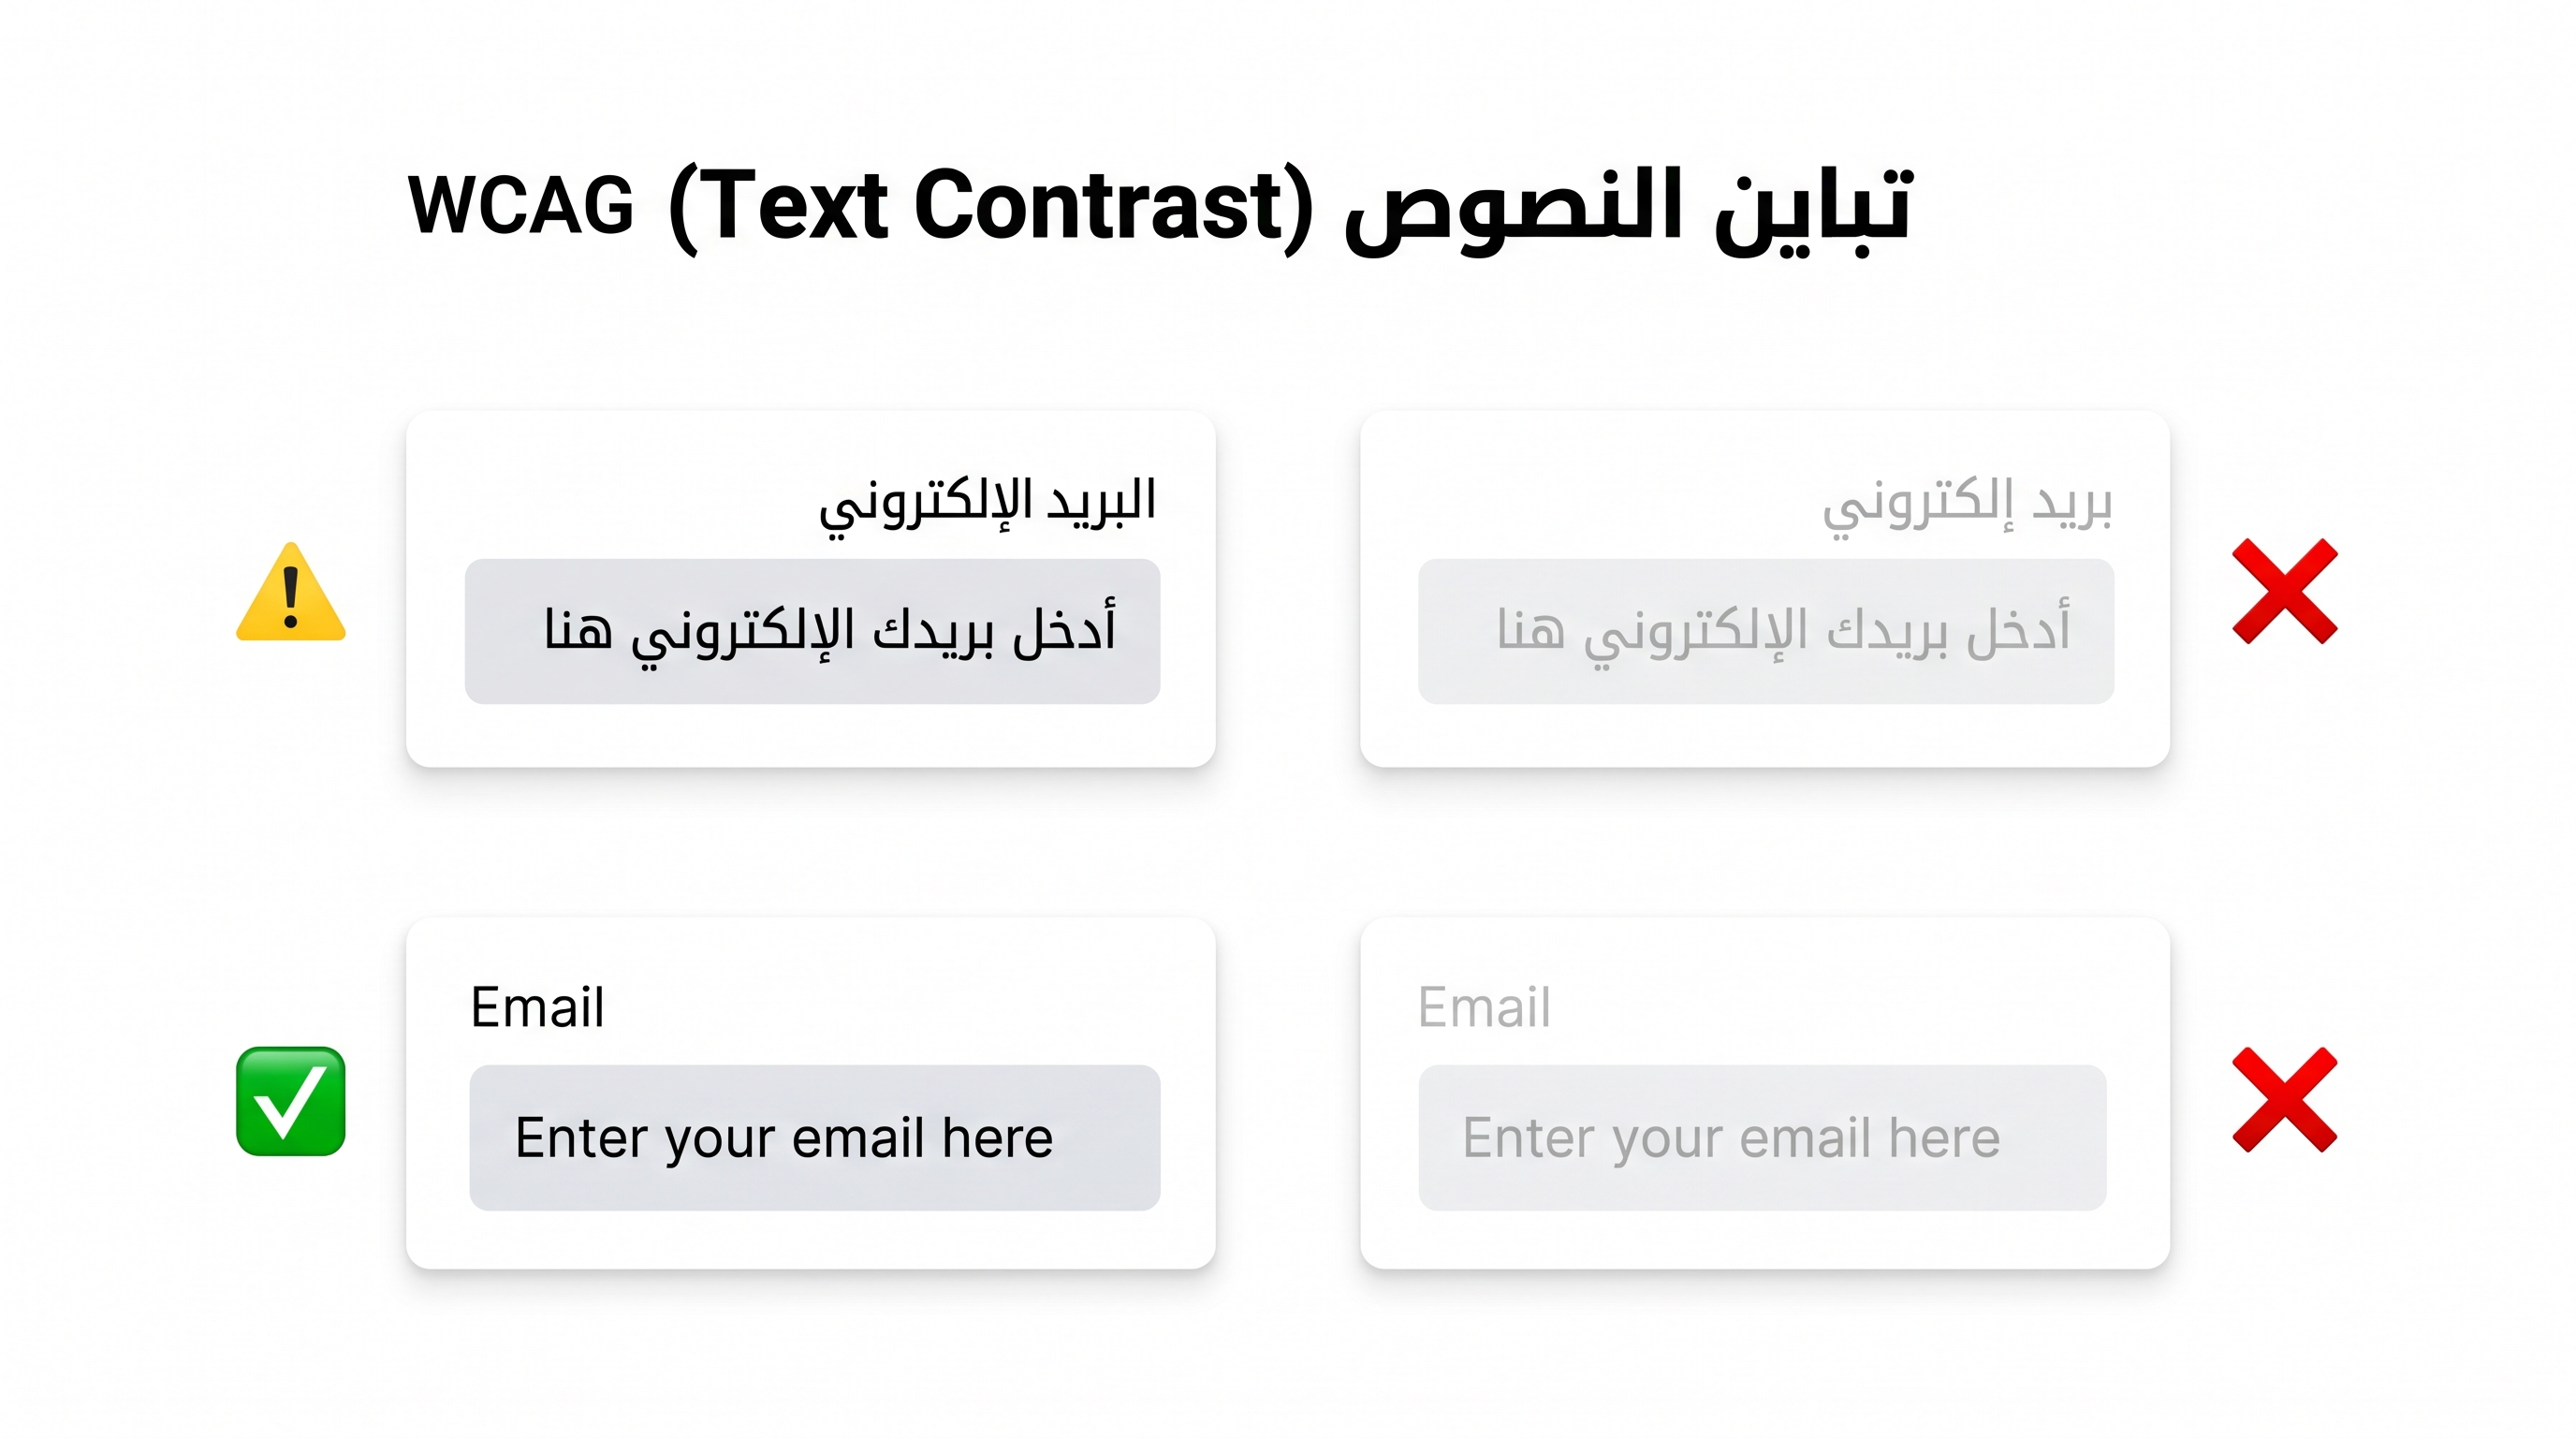 تباين النصوص (Text Contrast) WCAG
بريد إلكتروني
أدخل بريدك الإلكتروني هنا
البريد الإلكتروني
أدخل بريدك الإلكتروني هنا
Email
Enter your email here
Email
Enter your email here